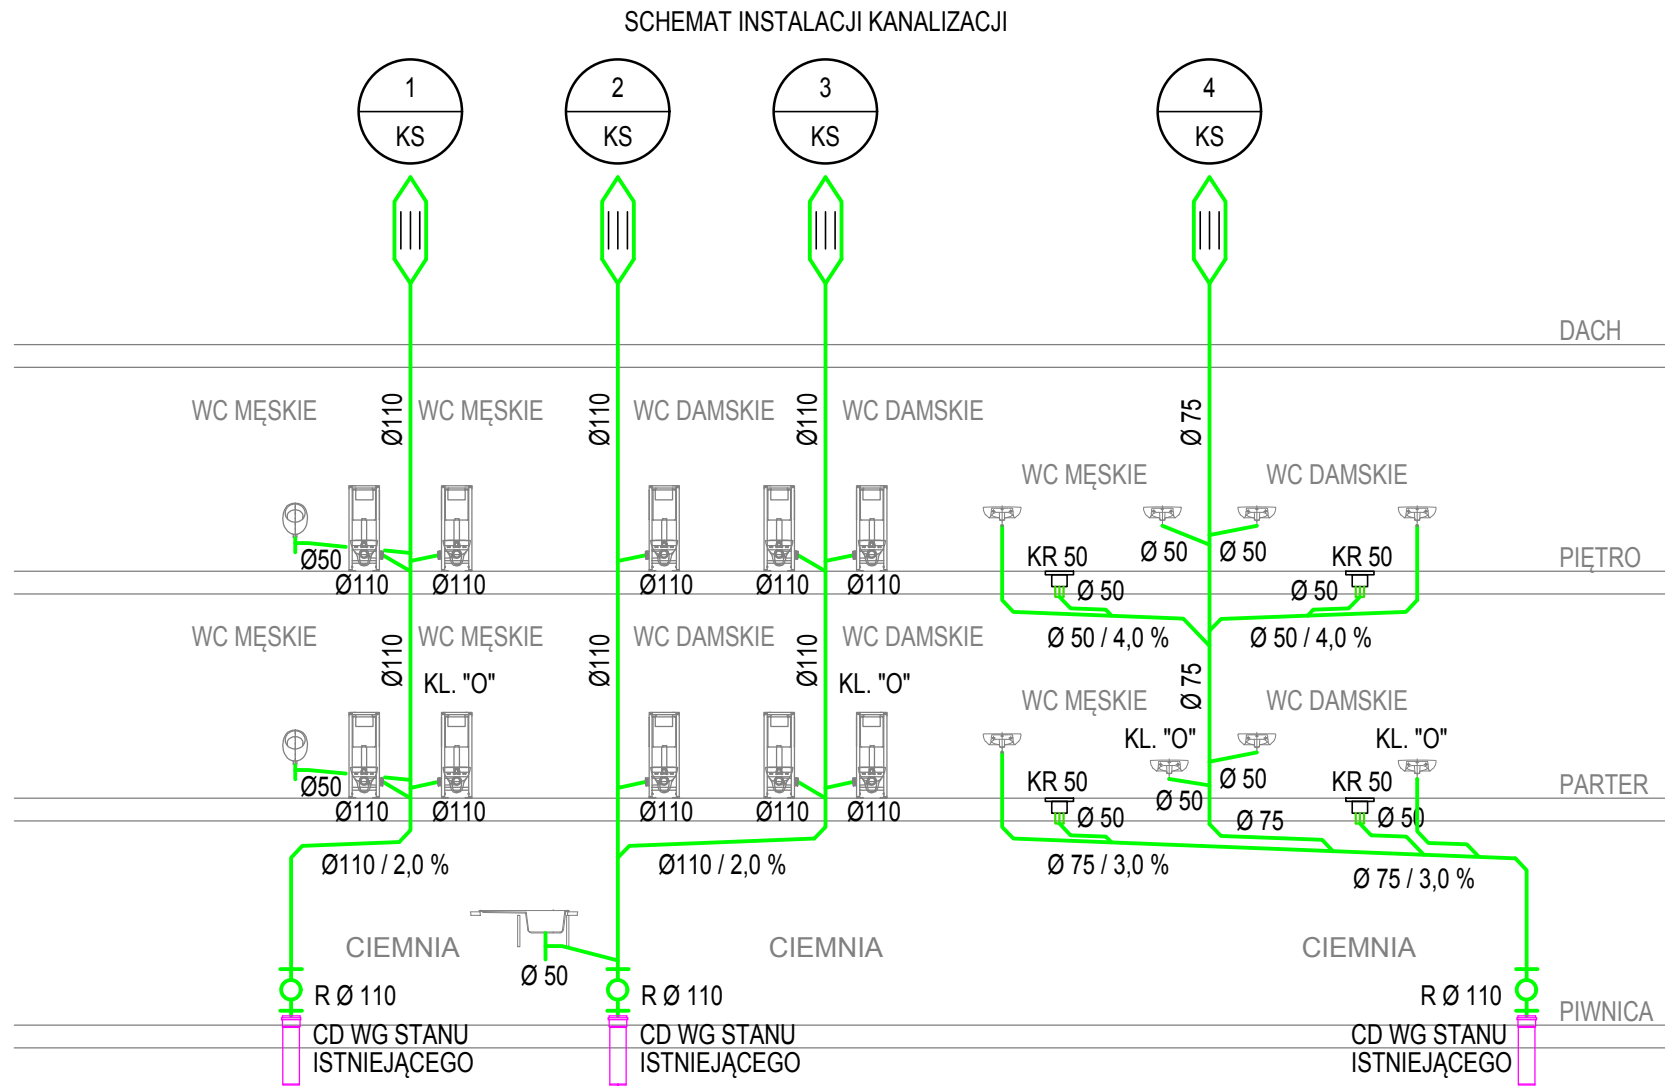 SCHEMAT INSTALACJI KANALIZACJI
1 2 3 4
KS KS KS KS
DACH
WC MĘSKIE Ø110 WC MĘSKIE Ø110 WC DAMSKIE Ø110 WC DAMSKIE Ø 75
WC MĘSKIE WC DAMSKIE
Ø50 Ø 50 Ø 50 KR 50 KR 50 PIĘTRO
Ø110 Ø110 Ø110 Ø110 Ø110 Ø 50 Ø 50
Ø 50 / 4,0 % Ø 50 / 4,0 %
WC MĘSKIE Ø110 WC MĘSKIE Ø110 WC DAMSKIE Ø110 WC DAMSKIE Ø 75
KL. "O" KL. "O" WC MĘSKIE WC DAMSKIE
KL. "O" KL. "O"
Ø50 KR 50 Ø 50 Ø 50 KR 50 PARTER
Ø110 Ø110 Ø110 Ø110 Ø110 Ø 50 Ø 75 Ø 50
Ø110 / 2,0 % Ø110 / 2,0 % Ø 75 / 3,0 % Ø 75 / 3,0 %
CIEMNIA CIEMNIA CIEMNIA
Ø 50
R Ø 110 R Ø 110 R Ø 110
PIWNICA
CD WG STANU CD WG STANU CD WG STANU
ISTNIEJĄCEGO ISTNIEJĄCEGO ISTNIEJĄCEGO